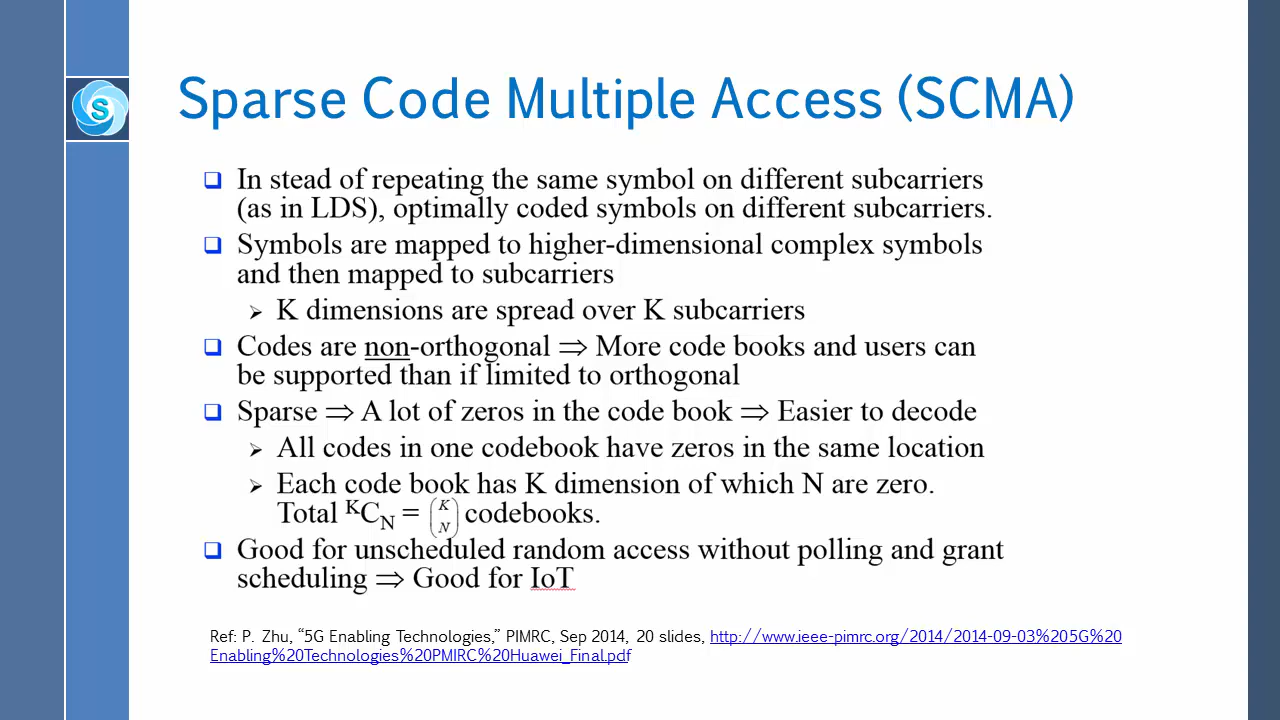 S
Sparse Code Multiple Access (SCMA)
❑ In stead of repeating the same symbol on different subcarriers
(as in LDS), optimally coded symbols on different subcarriers.
❑ Symbols are mapped to higher-dimensional complex symbols
and then mapped to subcarriers
➢ K dimensions are spread over K subcarriers
❑ Codes are non-orthogonal ⇒ More code books and users can
be supported than if limited to orthogonal
❑ Sparse ⇒ A lot of zeros in the code book ⇒ Easier to decode
➢ All codes in one codebook have zeros in the same location
➢ Each code book has K dimension of which N are zero.
Total ᴷC_N = (K N) codebooks.
❑ Good for unscheduled random access without polling and grant
scheduling ⇒ Good for IoT
Ref: P. Zhu, “5G Enabling Technologies,” PIMRC, Sep 2014, 20 slides, http://www.ieee-pimrc.org/2014/2014-09-03%205G%20
Enabling%20Technologies%20PMIRC%20Huawei_Final.pdf